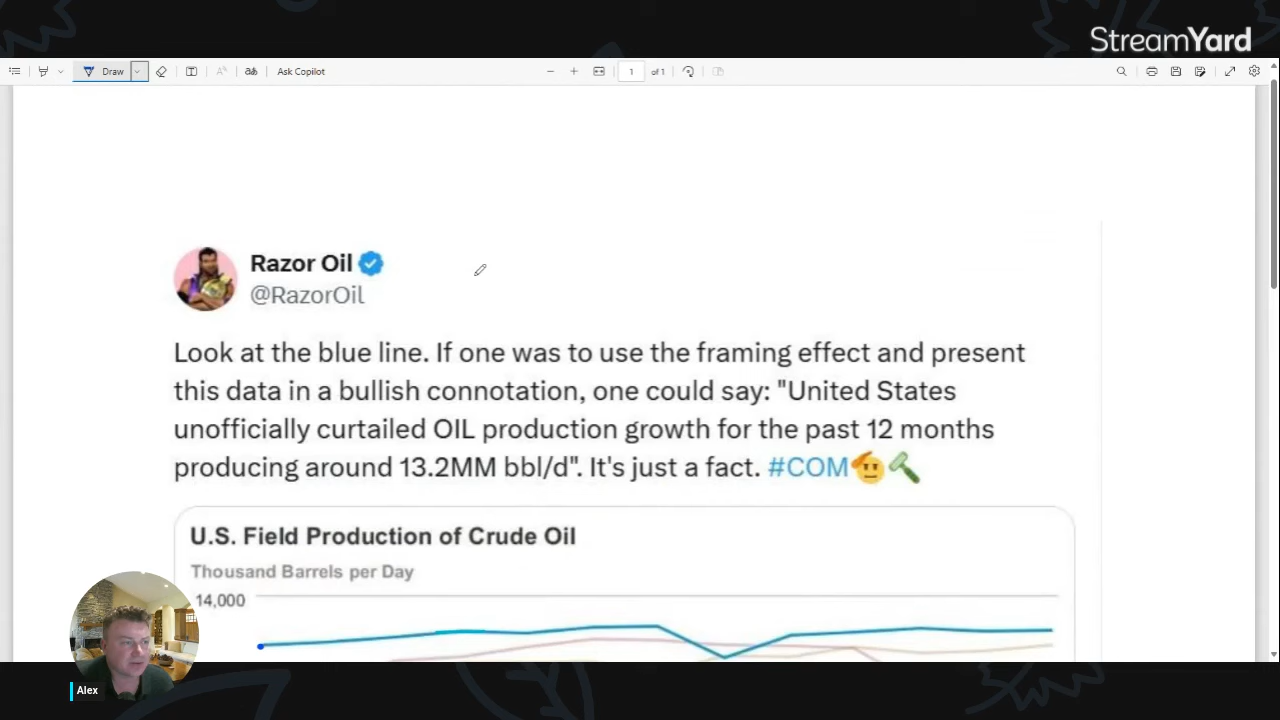 StreamYard
Draw
Ask Copilot
1 of 1
Razor Oil
@RazorOil
Look at the blue line. If one was to use the framing effect and present
this data in a bullish connotation, one could say: "United States
unofficially curtailed OIL production growth for the past 12 months
producing around 13.2MM bbl/d". It's just a fact. #COM
U.S. Field Production of Crude Oil
Thousand Barrels per Day
14,000
Alex